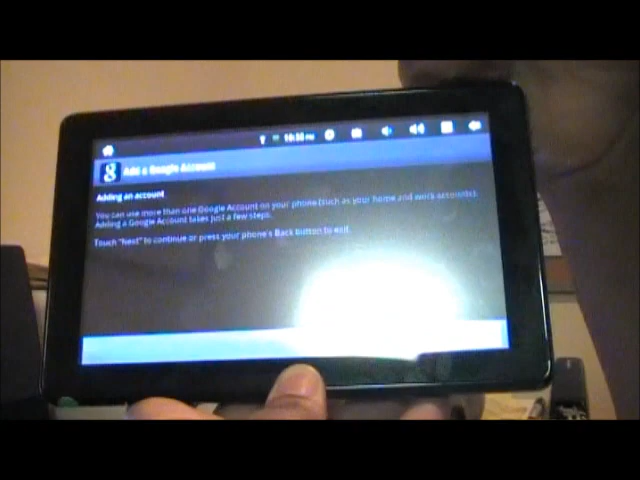 Add a Google Account
Adding an account
You can use more than one Google Account on your phone (such as your home and work accounts).
Adding a Google Account takes just a few steps.
Touch "Next" to continue or press your phone's Back button to exit.